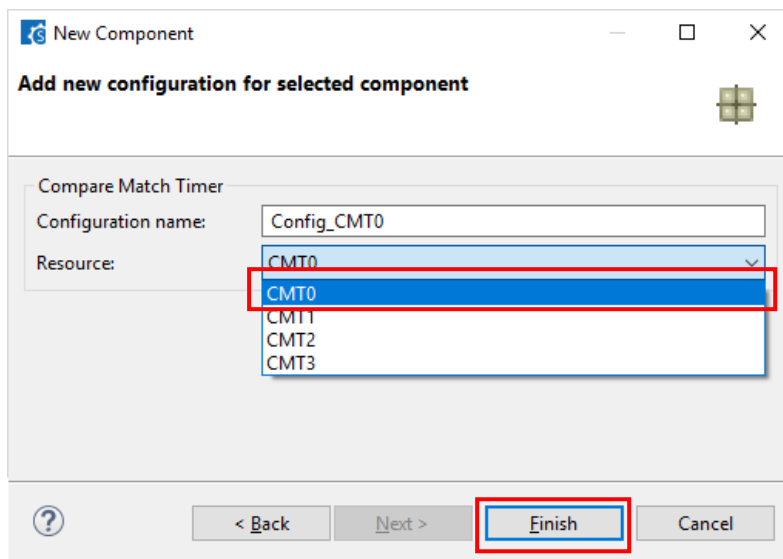 New Component
Add new configuration for selected component
Compare Match Timer
Configuration name: Config_CMT0
Resource: CMT0
CMT0
CMT1
CMT2
CMT3
? < Back Next > Finish Cancel